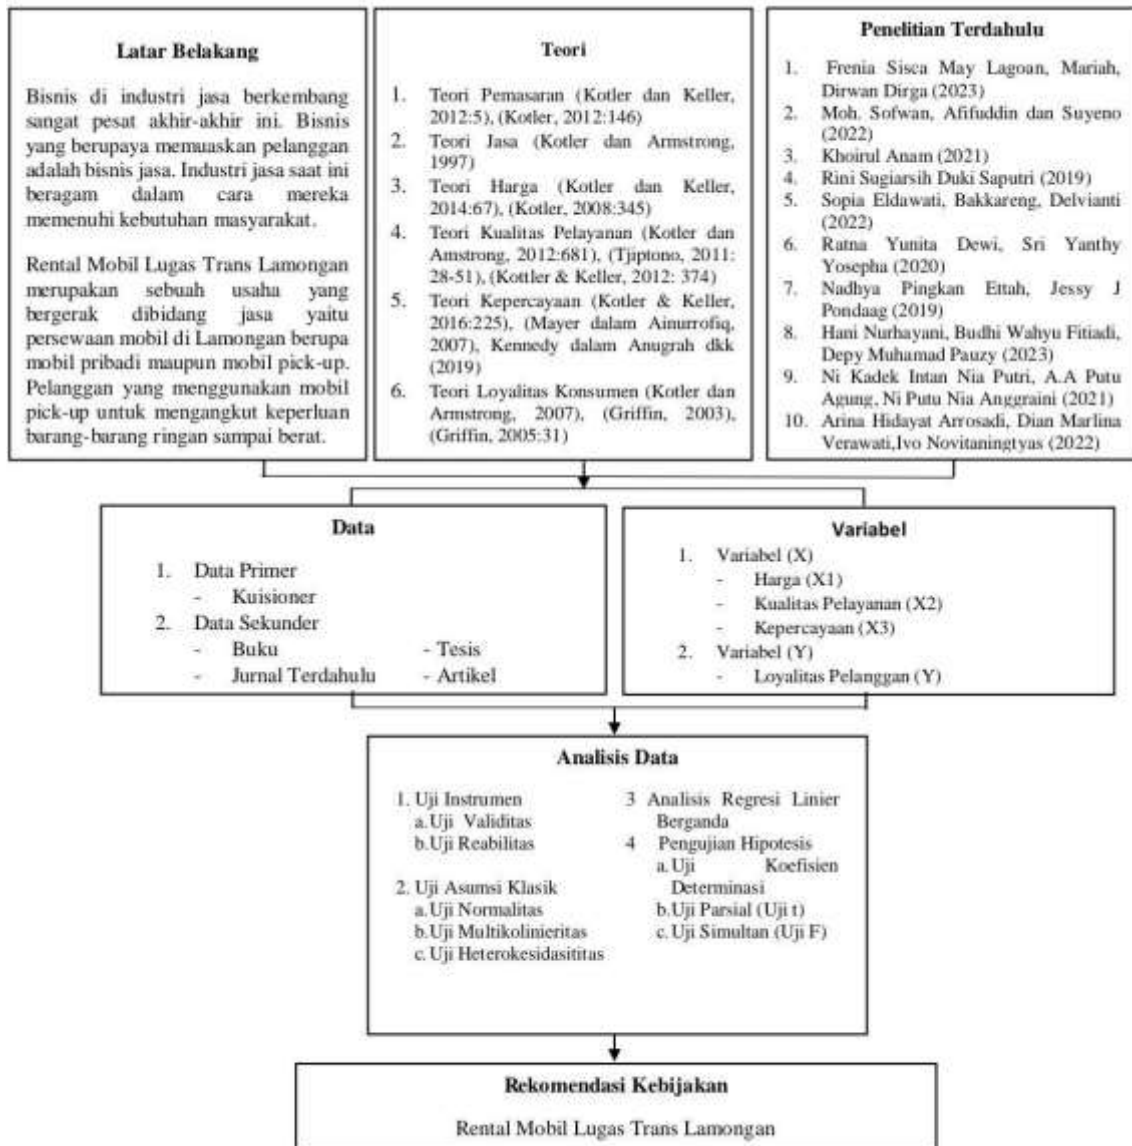 Latar Belakang
Bisnis di industri jasa berkembang
sangat pesat akhir-akhir ini. Bisnis
yang berupaya memuaskan pelanggan
adalah bisnis jasa. Industri jasa saat ini
beragam dalam cara mereka
memenuhi kebutuhan masyarakat.
Rental Mobil Lugas Trans Lamongan
merupakan sebuah usaha yang
bergerak dibidang jasa yaitu
persewaan mobil di Lamongan berupa
mobil pribadi maupun mobil pick-up.
Pelanggan yang menggunakan mobil
pick-up untuk mengangkut keperluan
barang-barang ringan sampai berat.
Teori
1. Teori Pemasaran (Kotler dan Keller,
2012:5), (Kotler, 2012:146)
2. Teori Jasa (Kotler dan Armstrong,
1997)
3. Teori Harga (Kotler dan Keller,
2014:67), (Kotler, 2008:345)
4. Teori Kualitas Pelayanan (Kotler dan
Amstrong, 2012:681), (Tjiptono, 2011:
28-51), (Kottler & Keller, 2012: 374)
5. Teori Kepercayaan (Kotler & Keller,
2016:225), (Mayer dalam Ainurrofiq,
2007), Kennedy dalam Anugrah dkk
(2019)
6. Teori Loyalitas Konsumen (Kotler dan
Armstrong, 2007), (Griffin, 2003),
(Griffin, 2005:31)
Penelitian Terdahulu
1. Frenia Sisca May Lagoan, Mariah,
Dirwan Dirga (2023)
2. Moh. Sofwan, Afifuddin dan Suyeno
(2022)
3. Khoirul Anam (2021)
4. Rini Sugiarsih Duki Saputri (2019)
5. Sopia Eldawati, Bakkareng, Delvianti
(2022)
6. Ratna Yunita Dewi, Sri Yanthy
Yosepha (2020)
7. Nadhya Pingkan Ettah, Jessy J
Pondaag (2019)
8. Hani Nurhayani, Budhi Wahyu Fitiadi,
Depy Muhamad Pauzy (2023)
9. Ni Kadek Intan Nia Putri, A.A Putu
Agung, Ni Putu Nia Anggraini (2021)
10. Arina Hidayat Arrosadi, Dian Marlina
Verawati,Ivo Novitaningtyas (2022)
Data
1. Data Primer
- Kuisioner
2. Data Sekunder
- Buku - Tesis
- Jurnal Terdahulu - Artikel
Variabel
1. Variabel (X)
- Harga (X1)
- Kualitas Pelayanan (X2)
- Kepercayaan (X3)
2. Variabel (Y)
- Loyalitas Pelanggan (Y)
Analisis Data
1. Uji Instrumen
a. Uji Validitas
b. Uji Reabilitas
2. Uji Asumsi Klasik
a. Uji Normalitas
b. Uji Multikolinieritas
c. Uji Heterokesidasititas
3 Analisis Regresi Linier
Berganda
4 Pengujian Hipotesis
a. Uji Koefisien
Determinasi
b. Uji Parsial (Uji t)
c. Uji Simultan (Uji F)
Rekomendasi Kebijakan
Rental Mobil Lugas Trans Lamongan